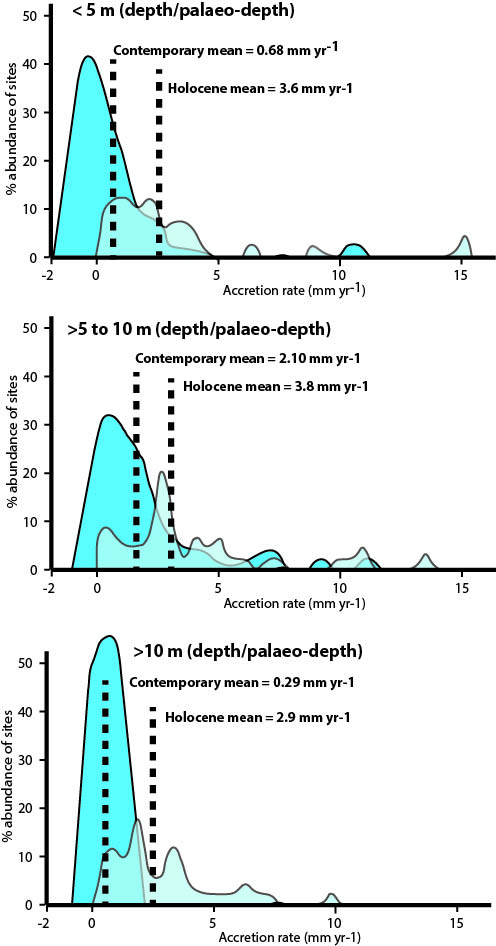 < 5 m (depth/palaeo-depth)
Contemporary mean = 0.68 mm yr-1
Holocene mean = 3.6 mm yr-1
% abundance of sites
50
40
30
20
10
0
-2 0 5 10 15
Accretion rate (mm yr-1)
>5 to 10 m (depth/palaeo-depth)
Contemporary mean = 2.10 mm yr-1
Holocene mean = 3.8 mm yr-1
% abundance of sites
50
40
30
20
10
0
-2 0 5 10 15
Accretion rate (mm yr-1)
>10 m (depth/palaeo-depth)
Contemporary mean = 0.29 mm yr-1
Holocene mean = 2.9 mm yr-1
% abundance of sites
50
40
30
20
10
0
-2 0 5 10 15
Accretion rate (mm yr-1)